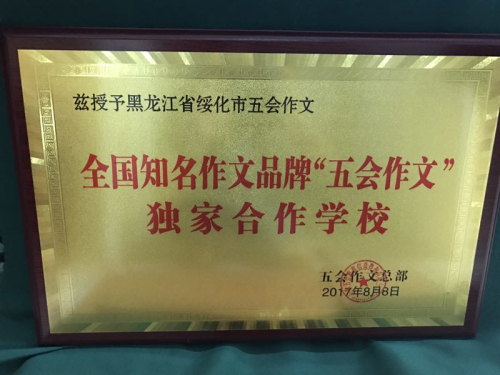 兹授予黑龙江省绥化市五会作文
全国知名作文品牌“五会作文”
独家合作学校
五会作文总部
2017年8月8日